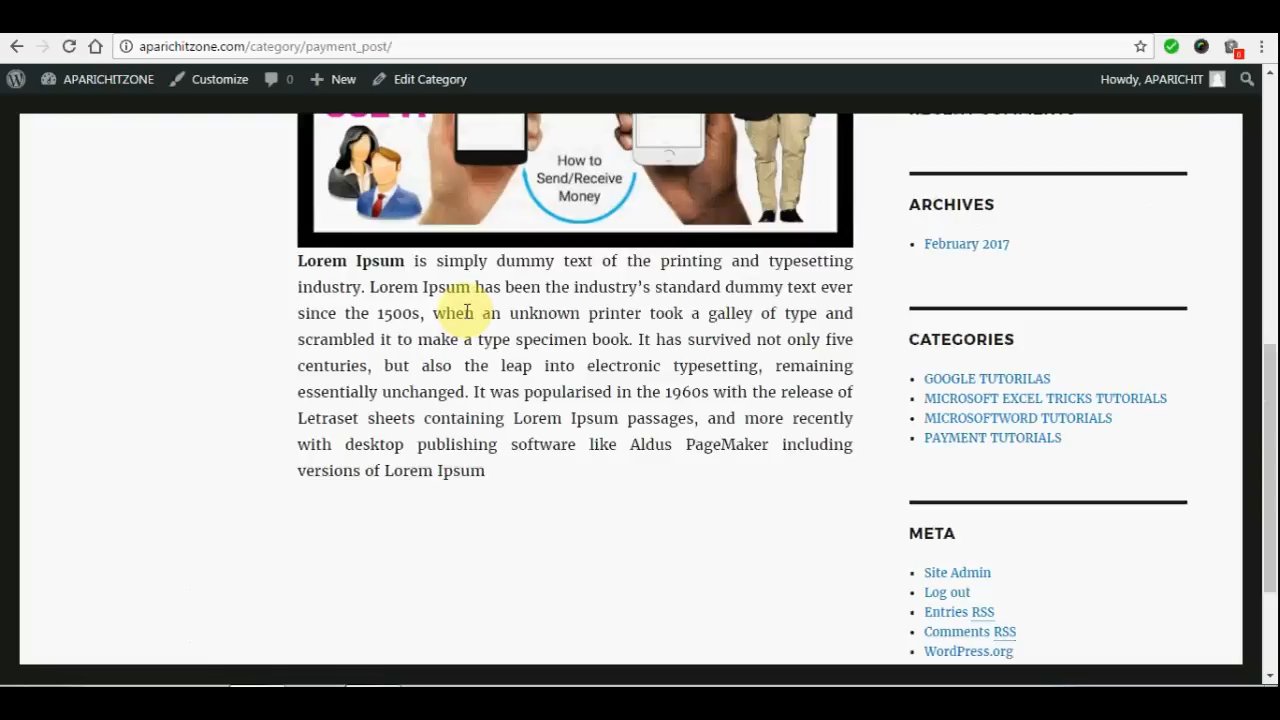 aparichitzone.com/category/payment_post/
APARICHITZONE Customize 0 New Edit Category Howdy, APARICHIT
0
How to
Send/Receive
Money
Lorem Ipsum is simply dummy text of the printing and typesetting
industry. Lorem Ipsum has been the industry’s standard dummy text ever
since the 1500s, when an unknown printer took a galley of type and
scrambled it to make a type specimen book. It has survived not only five
centuries, but also the leap into electronic typesetting, remaining
essentially unchanged. It was popularised in the 1960s with the release of
Letraset sheets containing Lorem Ipsum passages, and more recently
with desktop publishing software like Aldus PageMaker including
versions of Lorem Ipsum
ARCHIVES
February 2017
CATEGORIES
GOOGLE TUTORILAS
MICROSOFT EXCEL TRICKS TUTORIALS
MICROSOFTWORD TUTORIALS
PAYMENT TUTORIALS
META
Site Admin
Log out
Entries RSS
Comments RSS
WordPress.org